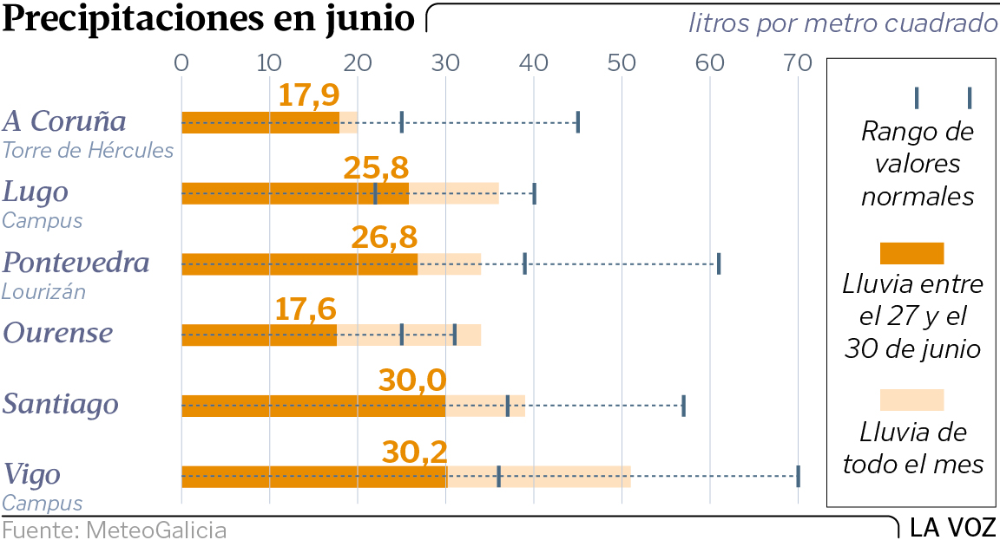 Precipitaciones en junio
litros por metro cuadrado
0 10 20 30 40 50 60 70
17,9
A Coruña
Torre de Hércules
25,8
Lugo
Campus
26,8
Pontevedra
Lourizán
17,6
Ourense
30,0
Santiago
30,2
Vigo
Campus
Rango de
valores
normales
Lluvia entre
el 27 y el
30 de junio
Lluvia de
todo el mes
Fuente: MeteoGalicia
LA VOZ